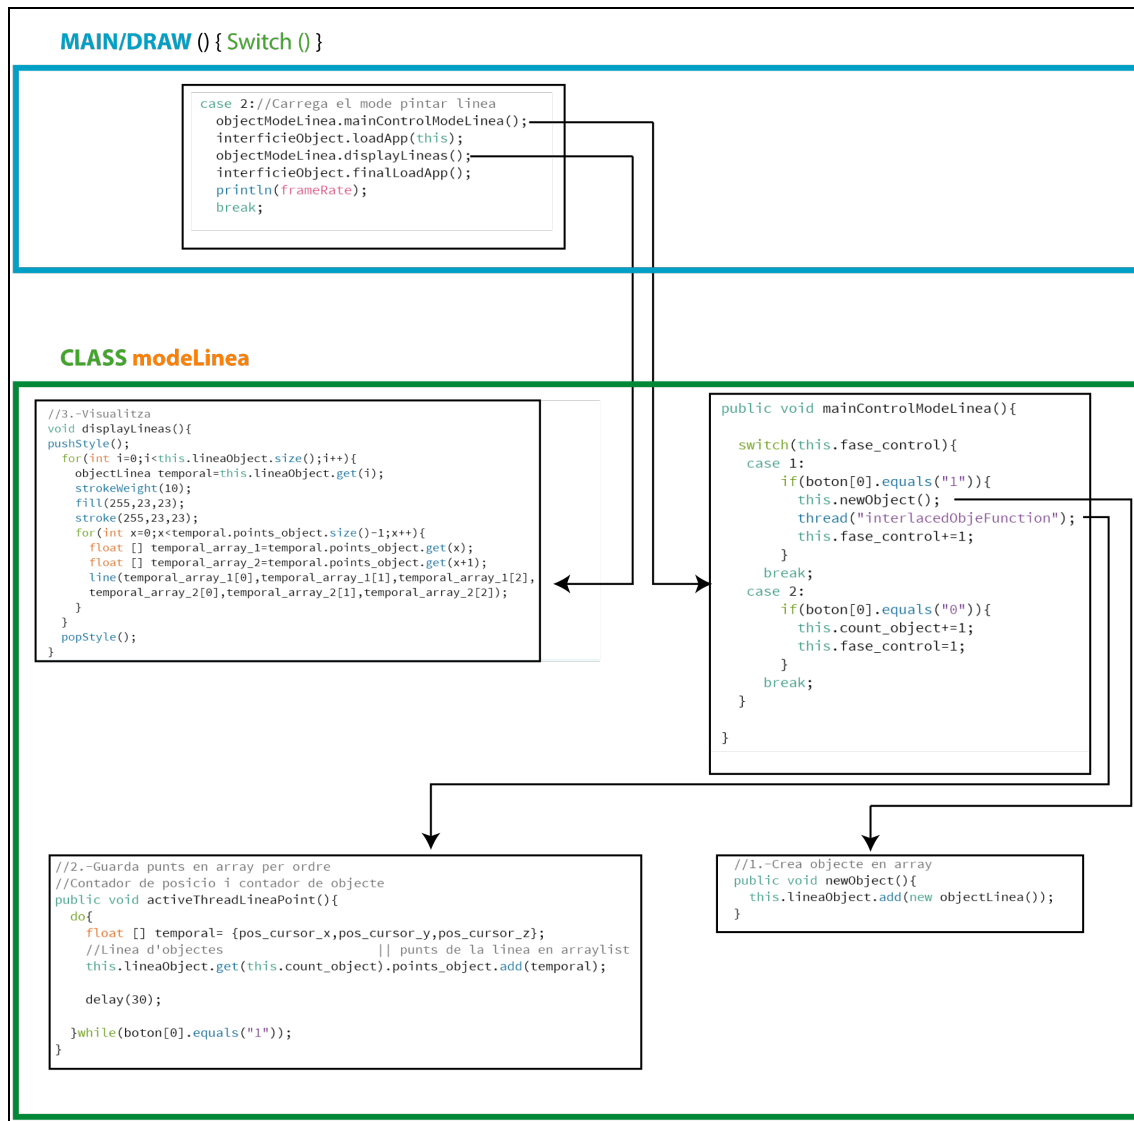 MAIN/DRAW () { Switch () }
case 2://Carrega el mode pintar linea
objectModeLinea.mainControlModeLinea();
interficieObject.loadApp(this);
objectModeLinea.displayLineas();
interficieObject.finalLoadApp();
println(frameRate);
break;
CLASS modeLinea
//3.-Visualitza
void displayLineas(){
pushStyle();
for(int i=0;i<this.lineaObject.size();i++){
objectLinea temporal=this.lineaObject.get(i);
strokeWeight(10);
fill(255,23,23);
stroke(255,23,23);
for(int x=0;x<temporal.points_object.size()-1;x++){
float [] temporal_array_1=temporal.points_object.get(x);
float [] temporal_array_2=temporal.points_object.get(x+1);
line(temporal_array_1[0],temporal_array_1[1],temporal_array_1[2],
temporal_array_2[0],temporal_array_2[1],temporal_array_2[2]);
}
}
popStyle();
}
public void mainControlModeLinea(){
switch(this.fase_control){
case 1:
if(boton[0].equals("1")){
this.newObject();
thread("interlacedObjeFunction");
this.fase_control+=1;
}
break;
case 2:
if(boton[0].equals("0")){
this.count_object+=1;
this.fase_control=1;
}
break;
}
}
//2.-Guarda punts en array per ordre
//Contador de posicio i contador de objecte
public void activeThreadLineaPoint(){
do{
float [] temporal= {pos_cursor_x,pos_cursor_y,pos_cursor_z};
//Linea d'objectes || punts de la linea en arraylist
this.lineaObject.get(this.count_object).points_object.add(temporal);
delay(30);
}while(boton[0].equals("1"));
}
//1.-Crea objecte en array
public void newObject(){
this.lineaObject.add(new objectLinea());
}